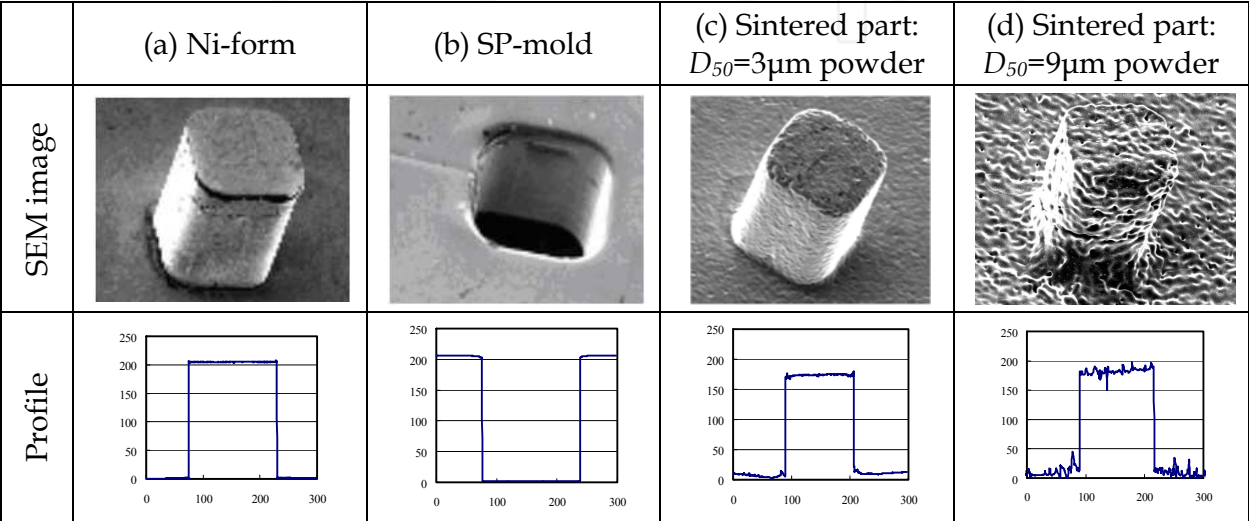 (a) Ni-form
(b) SP-mold
(c) Sintered part:
D50=3µm powder
(d) Sintered part:
D50=9µm powder
SEM image
Profile
250
200
150
100
50
0
0 100 200 300
250
200
150
100
50
0
0 100 200 300
250
200
150
100
50
0
0 100 200 300
250
200
150
100
50
0
0 100 200 300